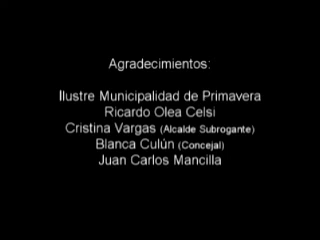 Agradecimientos:
Ilustre Municipalidad de Primavera
Ricardo Olea Celsi
Cristina Vargas (Alcalde Subrogante)
Blanca Culún (Concejal)
Juan Carlos Mancilla